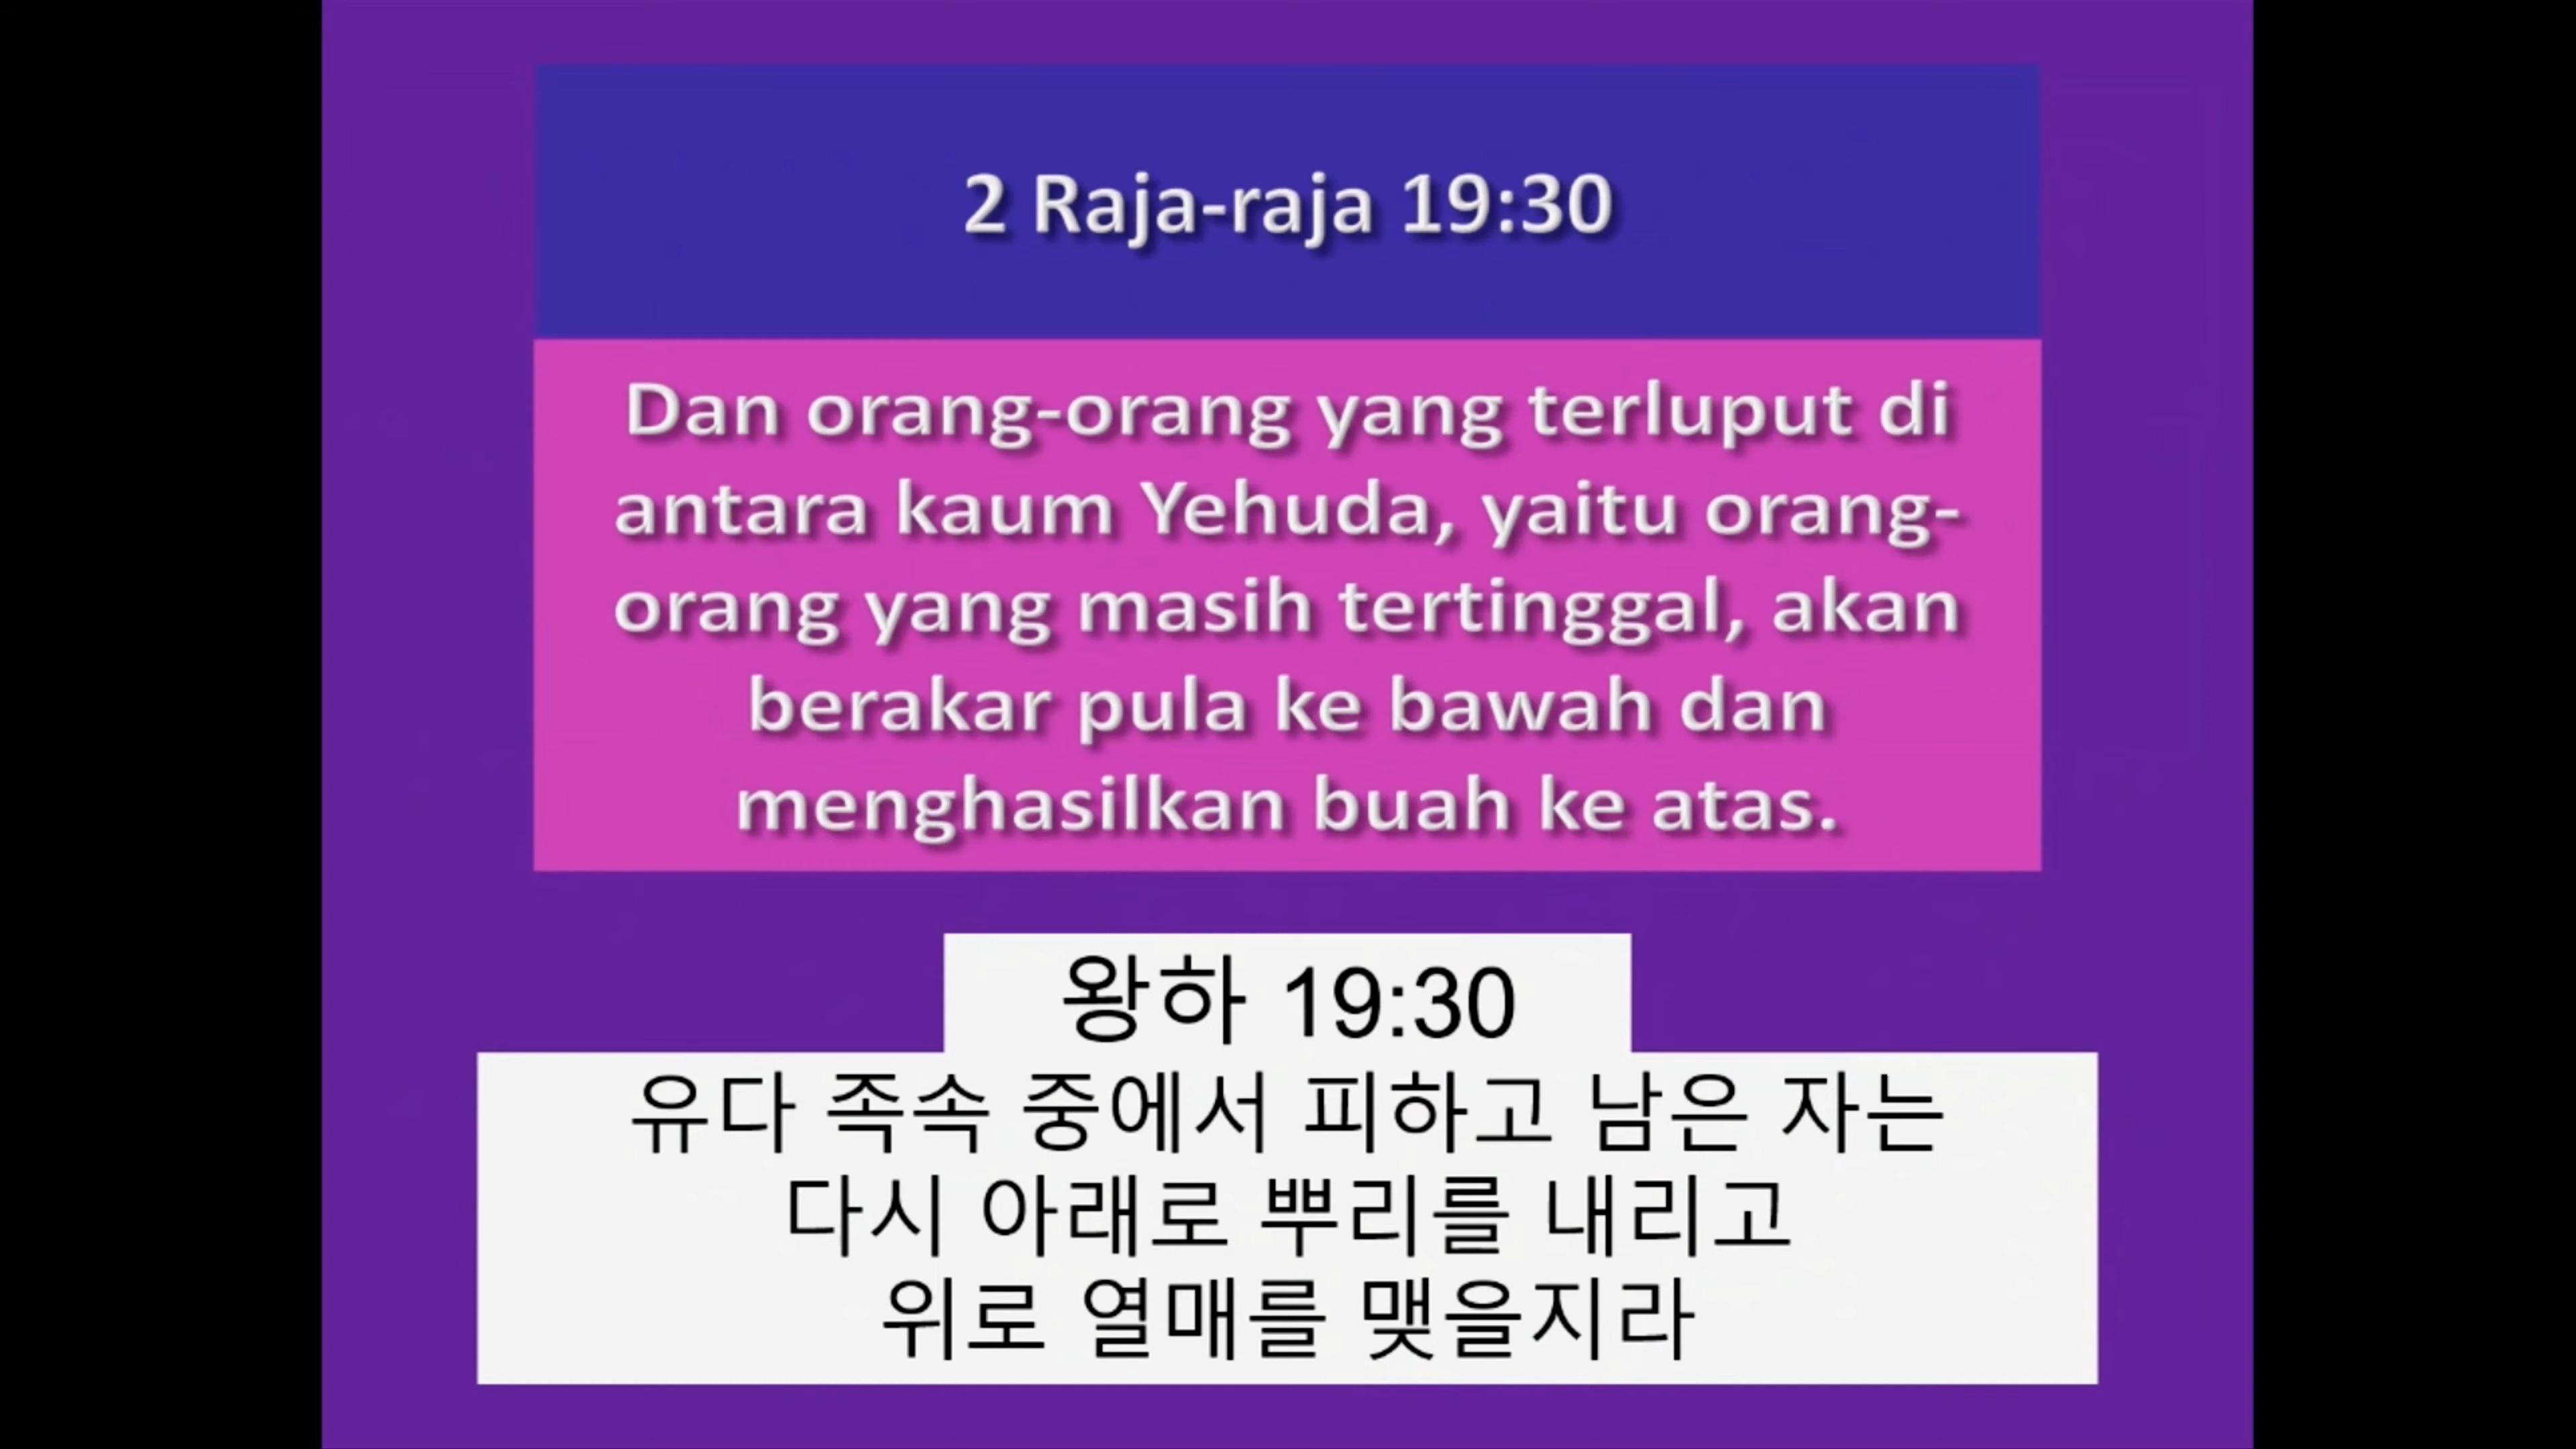 2 Raja-raja 19:30
Dan orang-orang yang terluput di
antara kaum Yehuda, yaitu orang-
orang yang masih tertinggal, akan
berakar pula ke bawah dan
menghasilkan buah ke atas.
왕하 19:30
유다 족속 중에서 피하고 남은 자는
다시 아래로 뿌리를 내리고
위로 열매를 맺을지라